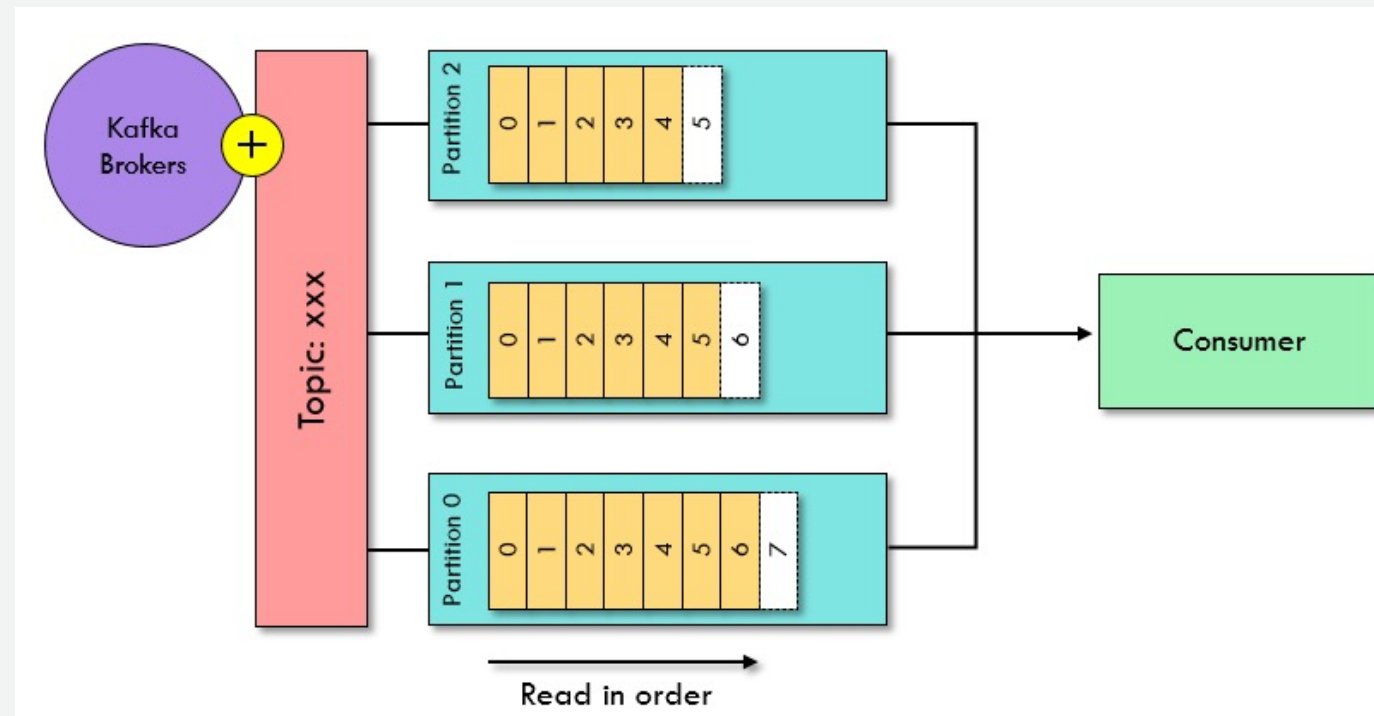 Kafka
Brokers
+
Topic: xxx
Partition 2
0 1 2 3 4 5
Partition 1
0 1 2 3 4 5 6
Partition 0
0 1 2 3 4 5 6 7
Consumer
Read in order